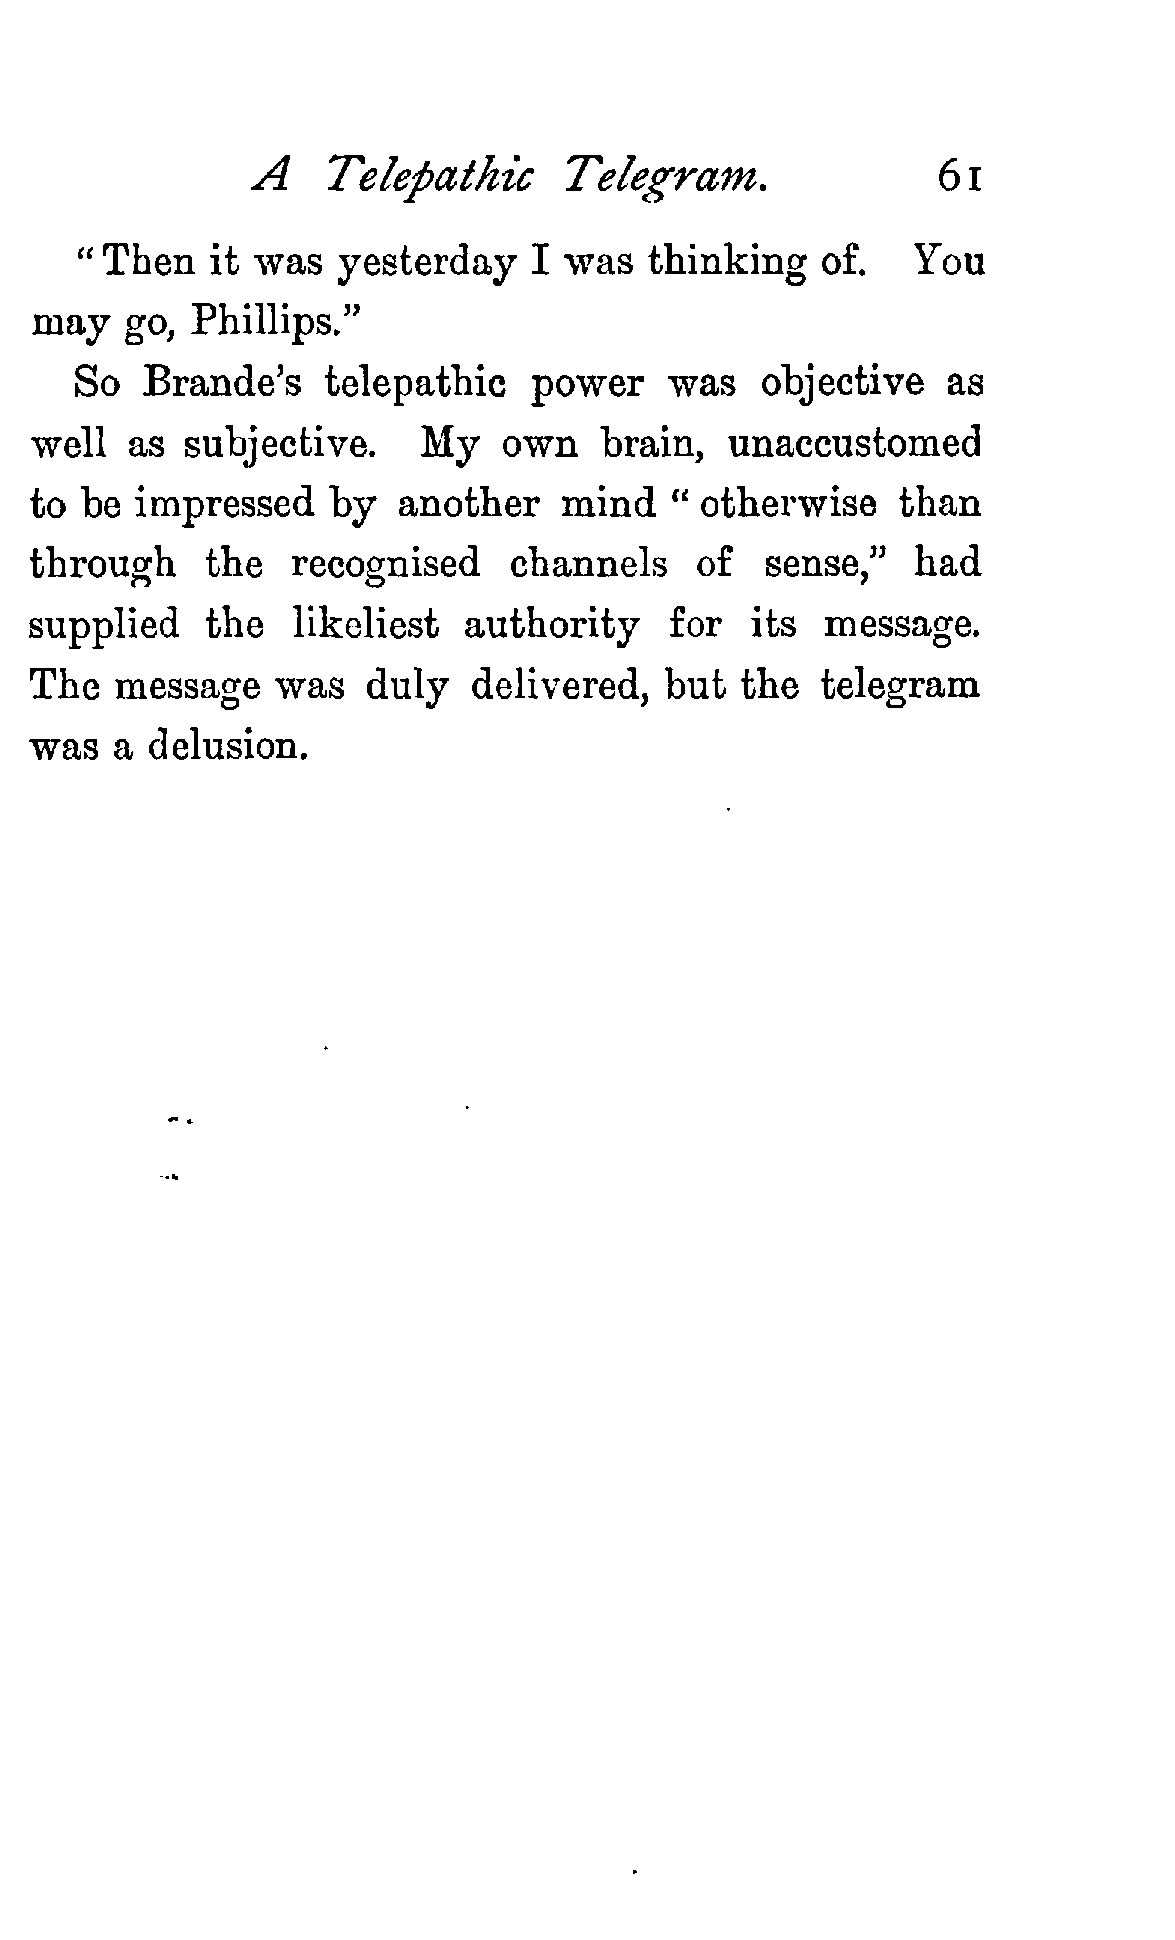 A Telepathic Telegram. 61
"Then it was yesterday I was thinking of. You
may go, Phillips."
So Brande's telepathic power was objective as
well as subjective. My own brain, unaccustomed
to be impressed by another mind "otherwise than
through the recognised channels of sense," had
supplied the likeliest authority for its message.
The message was duly delivered, but the telegram
was a delusion.